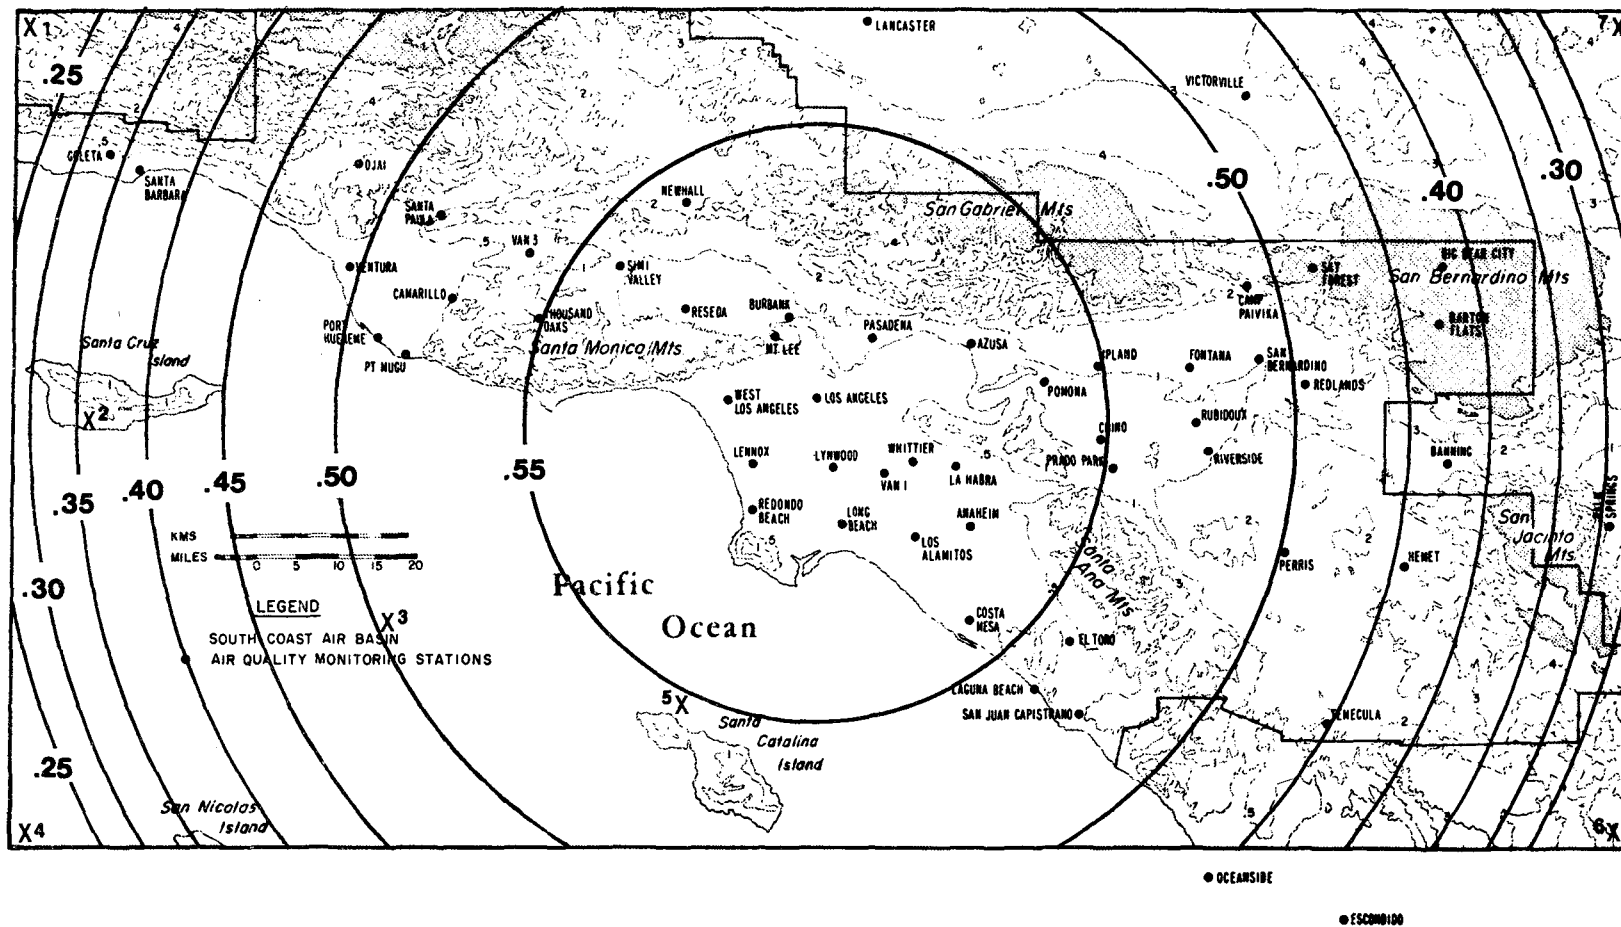 X1
7X
LANCASTER
.25
VICTORVILLE
.5
GOLETA
SANTA
BARBARA
OJAI
.50
.40
.30
NEWHALL
San Gabriel Mts
SANTA
PAULA
VAN 3
SIMI
VALLEY
VENTURA
CAMARILLO
SKY
FOREST
BIG BEAR CITY
San Bernardino Mts
CAMP
PAIVIKA
BARTON
FLATS
THOUSAND
OAKS
RESEDA
BURBANK
PASADENA
AZUSA
PORT
HUENEME
PT MUGU
Santa Monica Mts
MT LEE
UPLAND
FONTANA
SAN
BERNARDINO
REDLANDS
POMONA
Santa Cruz
Island
X2
WEST
LOS ANGELES
LOS ANGELES
RUBIDOUX
CHINO
PRADO PARK
RIVERSIDE
BANNING
LENNOX
LYNWOOD
WHITTIER
VAN 1
LA HABRA
.35
.40
.45
.50
.55
REDONDO
BEACH
LONG
BEACH
ANAHEIM
LOS
ALAMITOS
PALM
SPRINGS
San
Jacinto
Mts.
KMS
MILES
0 5 10 15 20
Santa
Ana Mts
PERRIS
HEMET
.30
Pacific
Ocean
LEGEND
X3
SOUTH COAST AIR BASIN
AIR QUALITY MONITORING STATIONS
COSTA
MESA
EL TORO
LAGUNA BEACH
SAN JUAN CAPISTRANO
TEMECULA
5X
Santa
Catalina
Island
.25
San Nicolas
Island
X4
6X
OCEANSIDE
ESCONDIDO